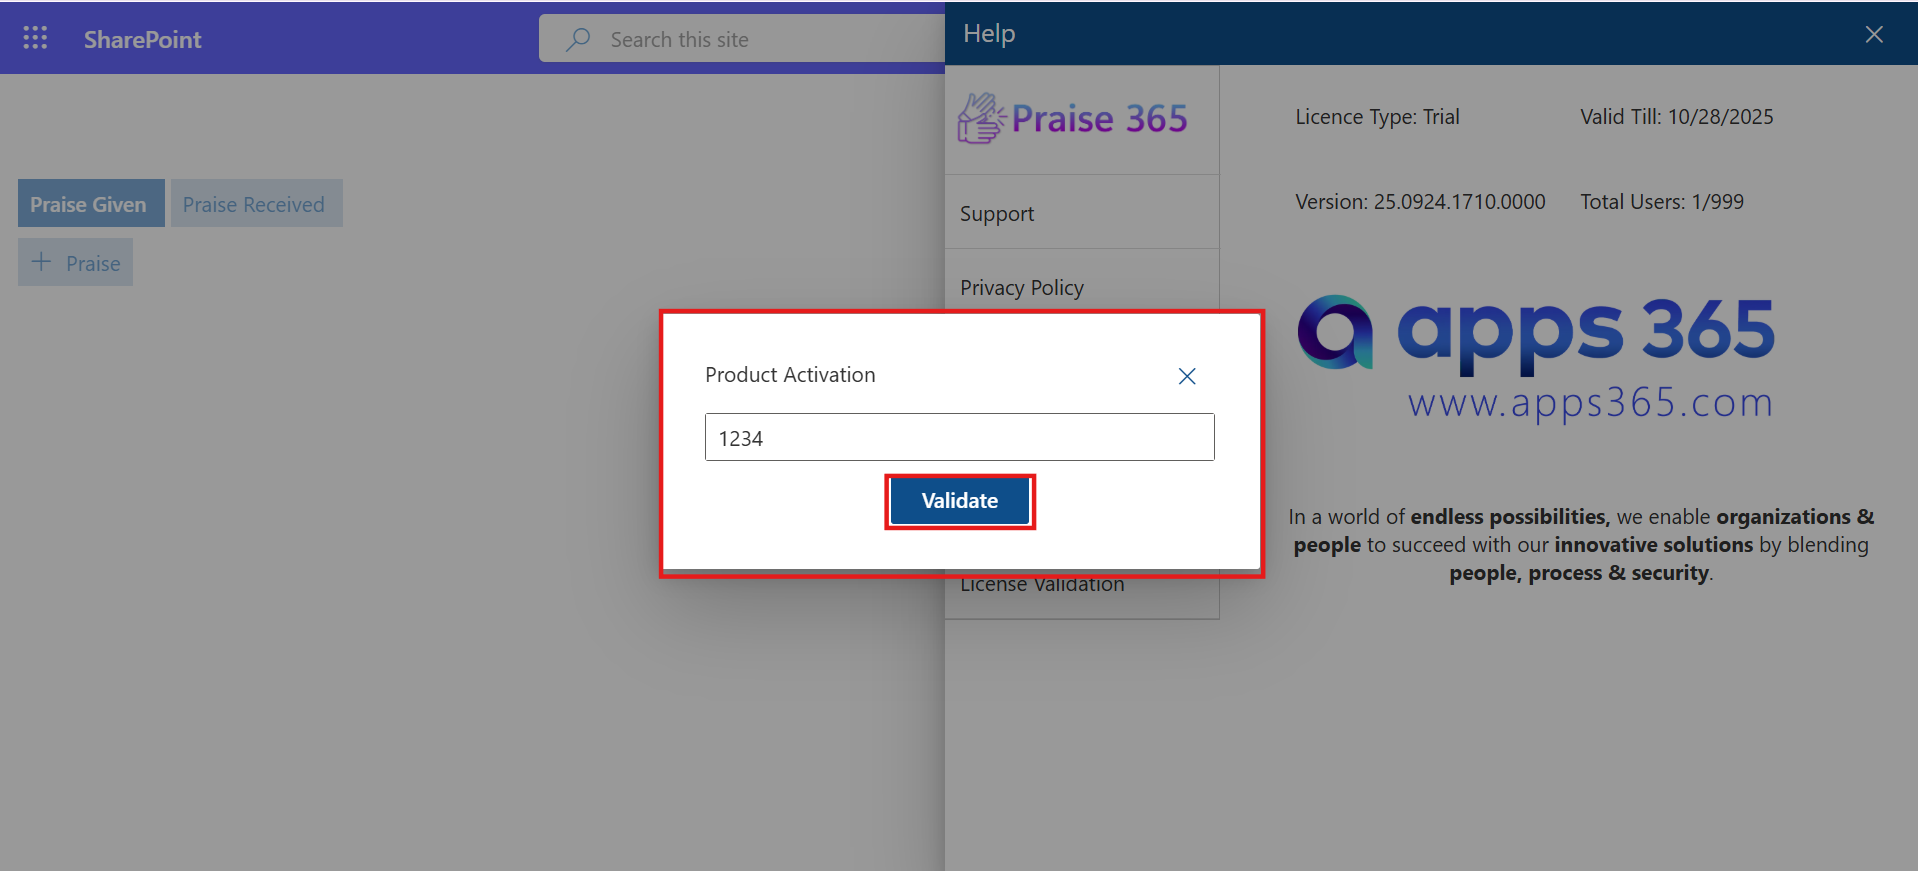 SharePoint
Search this site
Help
Praise 365
Licence Type: Trial
Valid Till: 10/28/2025
Praise Given
Praise Received
Support
Version: 25.0924.1710.0000
Total Users: 1/999
Praise
Privacy Policy
apps 365
www.apps365.com
Product Activation
1234
Validate
In a world of endless possibilities, we enable organizations &
people to succeed with our innovative solutions by blending
people, process & security.
License Validation